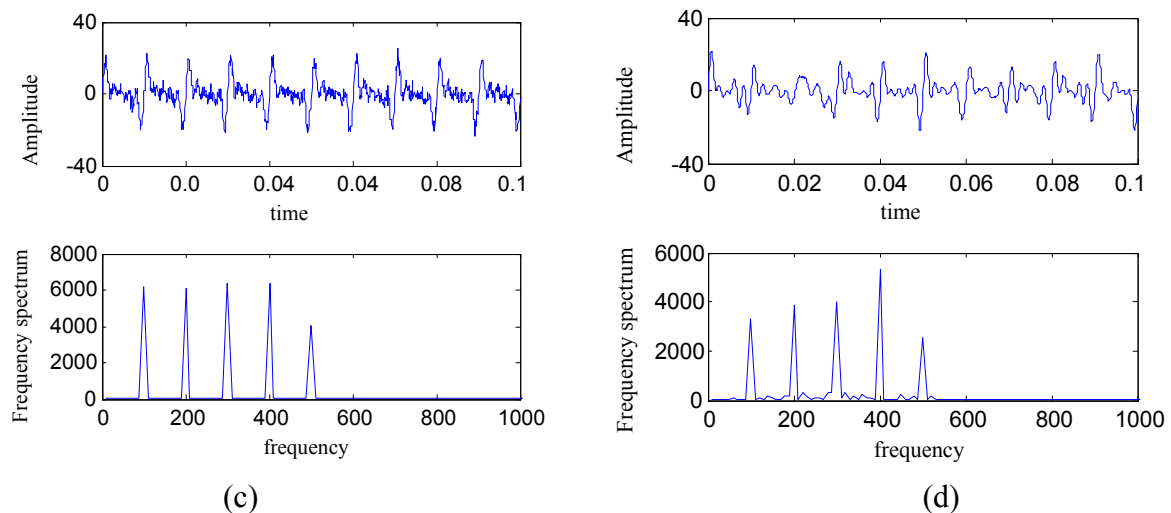 Amplitude
40
0
-40
0 0.0 0.04 0.04 0.08 0.1
time
Frequency spectrum
8000
6000
4000
2000
0
0 200 400 600 800 1000
frequency
(c)
Amplitude
40
0
-40
0 0.02 0.04 0.06 0.08 0.1
time
Frequency spectrum
6000
4000
2000
0
0 200 400 600 800 1000
frequency
(d)